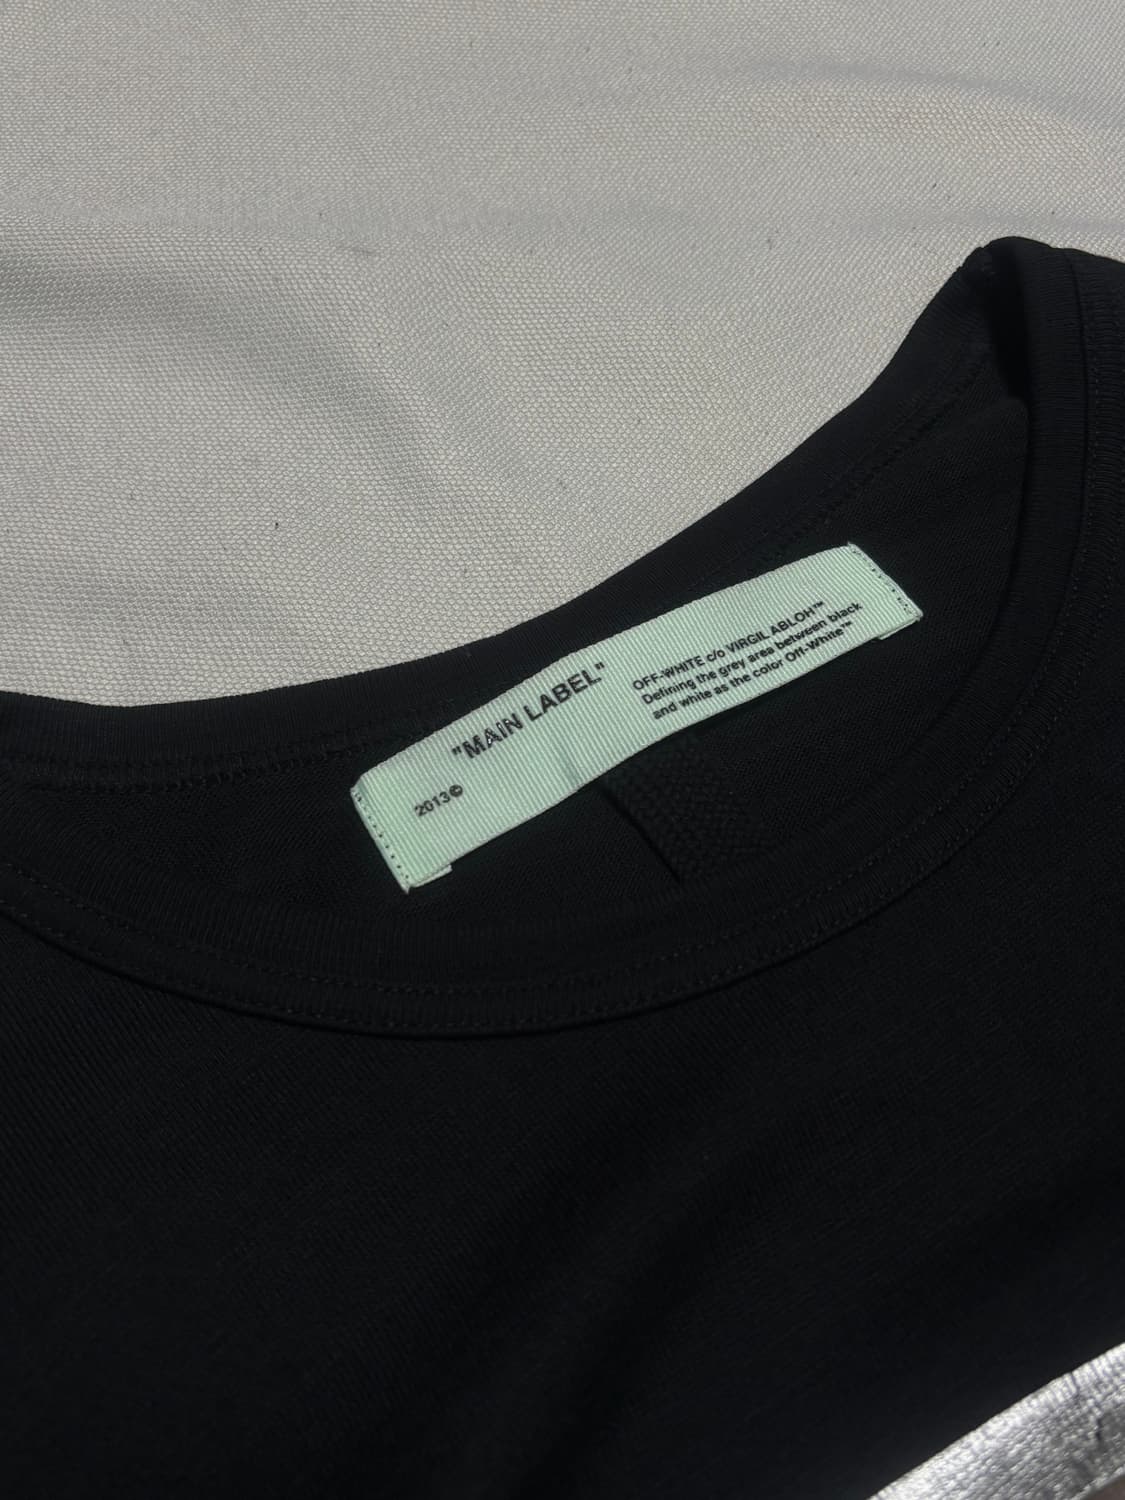 "MAIN LABEL"
2013©
OFF-WHITE c/o VIRGIL ABLOH™
Defining the grey area between black
and white as the color Off-White™